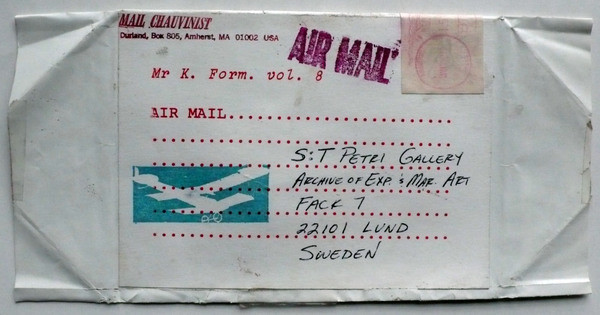 MAIL CHAUVINIST
Durland, Box 805, Amherst, MA 01002 USA
AIR MAIL
Mr K. Form. vol. 8
AIR MAIL
S:T PETRI GALLERY
ARCHIVE OF EXP. & MAR. ART
FACK 7
22101 LUND
SWEDEN